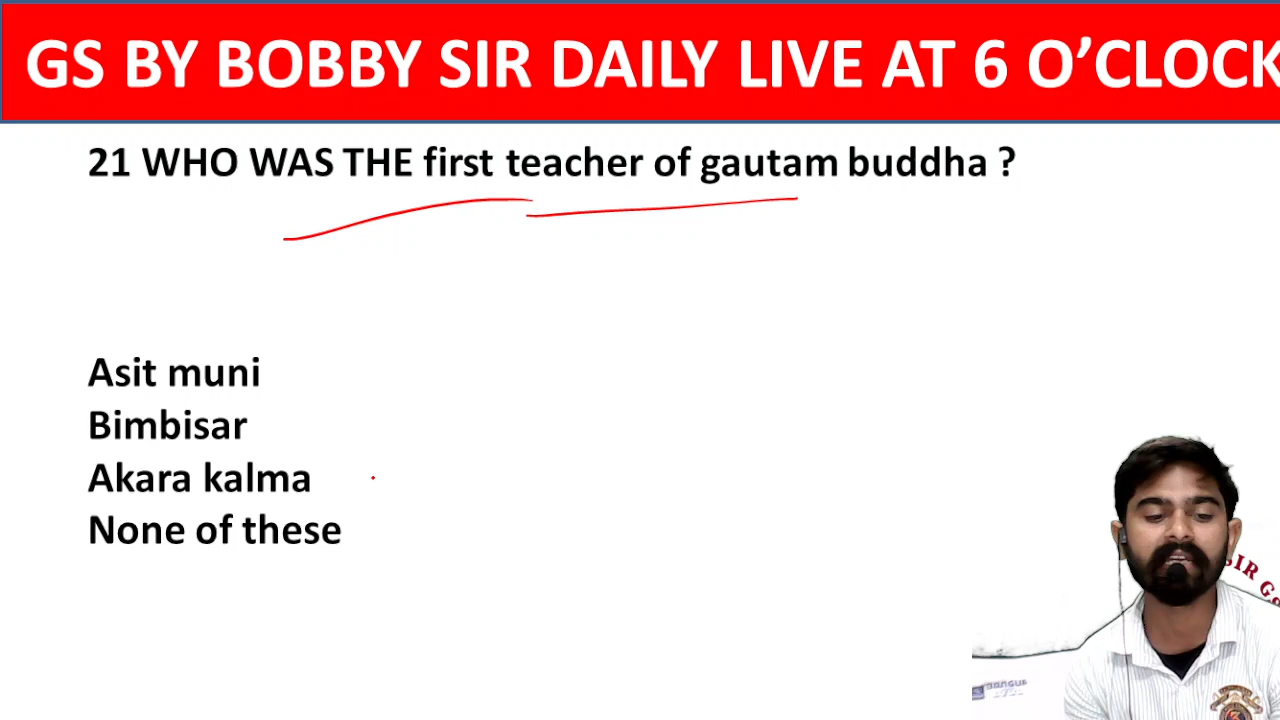 GS BY BOBBY SIR DAILY LIVE AT 6 O’CLOCK
21 WHO WAS THE first teacher of gautam buddha ?
Asit muni
Bimbisar
Akara kalma
None of these
SIR